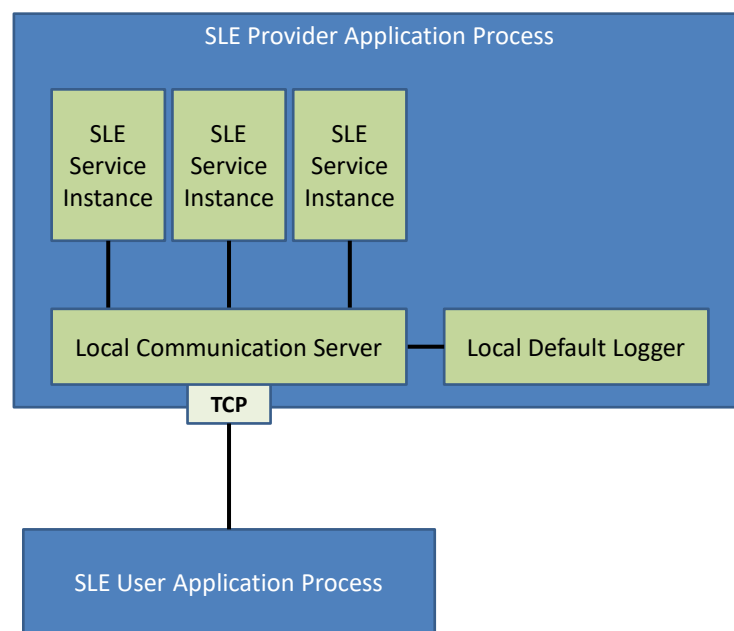 SLE Provider Application Process
SLE
Service
Instance
SLE
Service
Instance
SLE
Service
Instance
Local Communication Server
Local Default Logger
TCP
SLE User Application Process